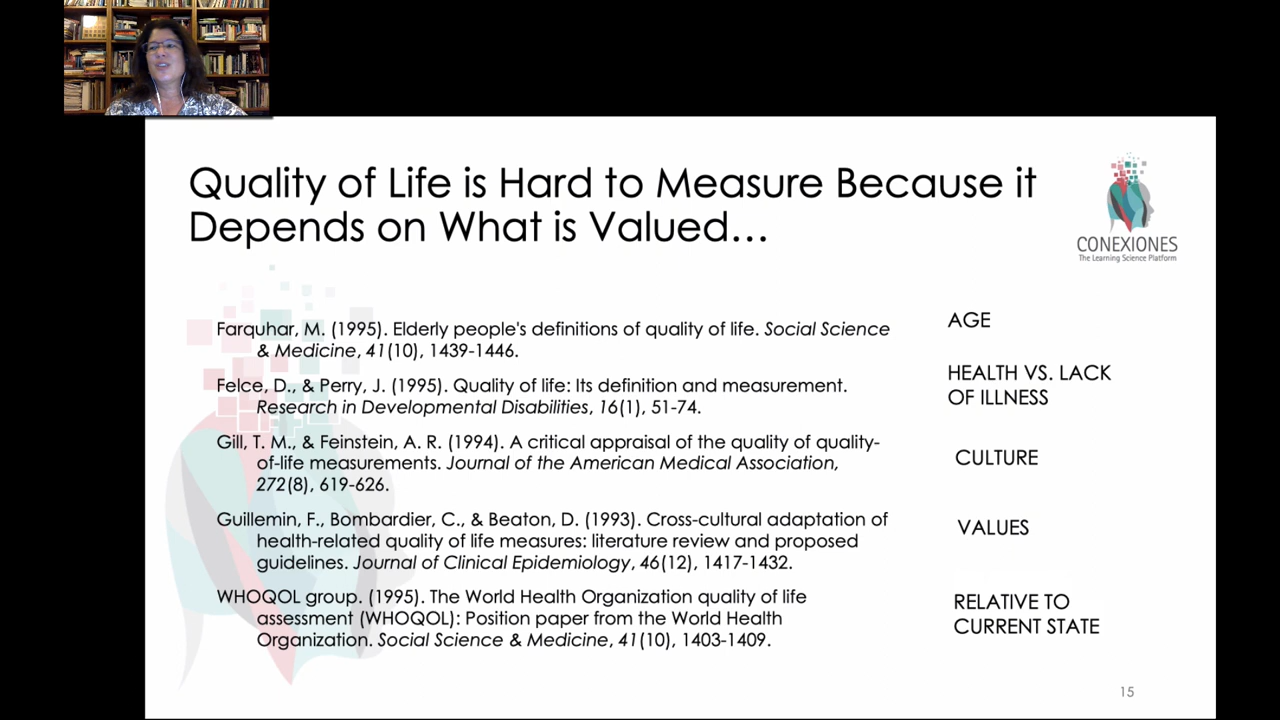 Quality of Life is Hard to Measure Because it
Depends on What is Valued…
CONEXIONES
The Learning Science Platform
Farquhar, M. (1995). Elderly people's definitions of quality of life. Social Science
& Medicine, 41(10), 1439-1446.
Felce, D., & Perry, J. (1995). Quality of life: Its definition and measurement.
Research in Developmental Disabilities, 16(1), 51-74.
Gill, T. M., & Feinstein, A. R. (1994). A critical appraisal of the quality of quality-
of-life measurements. Journal of the American Medical Association,
272(8), 619-626.
Guillemin, F., Bombardier, C., & Beaton, D. (1993). Cross-cultural adaptation of
health-related quality of life measures: literature review and proposed
guidelines. Journal of Clinical Epidemiology, 46(12), 1417-1432.
WHOQOL group. (1995). The World Health Organization quality of life
assessment (WHOQOL): Position paper from the World Health
Organization. Social Science & Medicine, 41(10), 1403-1409.
AGE
HEALTH VS. LACK
OF ILLNESS
CULTURE
VALUES
RELATIVE TO
CURRENT STATE
15